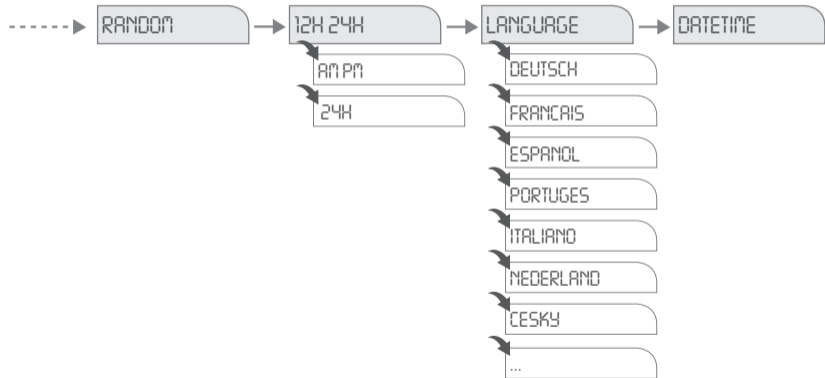 RANDOM
12H 24H
AM PM
24H
LANGUAGE
DEUTSCH
FRANCAIS
ESPANOL
PORTUGES
ITALIANO
NEDERLAND
CESKY
...
DATETIME